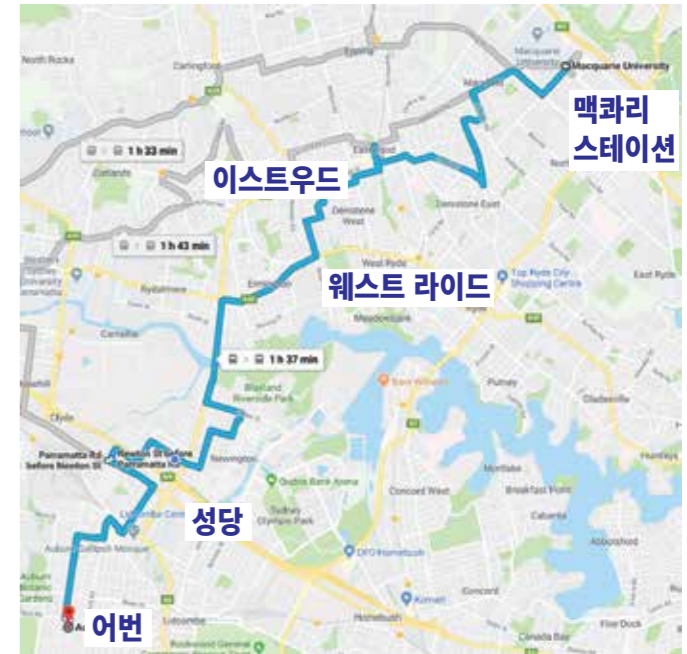 North Rocks
Carlingford
Epping
Macquarie
University
Macquarie University
맥콰리
스테이션
1 h 33 min
Eastwood
이스트우드
Denistone
West
Denistone East
1 h 43 min
West Ryde
Top Ryde City
Shopping Centre
East Ryde
웨스트 라이드
Rydalmere
Ermington
Meadowbank
Camellia
1 h 37 min
Blaxland
Riverside Park
Putney
Gladesville
Clyde
Parramatta Rd
before Newton St
Newton St before
Parramatta Rd
Newington
Qudos Bank Arena
Concord West
Mortlake
Breakfast Point
Cabarita
Huntleys
성당
Sydney
Olympic Park
Abbotsford
Auburn Gallipoli Mosque
DFO Homebush
Auburn
Botanic
Gardens
어번
Lidcombe
Homebush
Concord
Canada Bay
Five Dock
Rookwood General